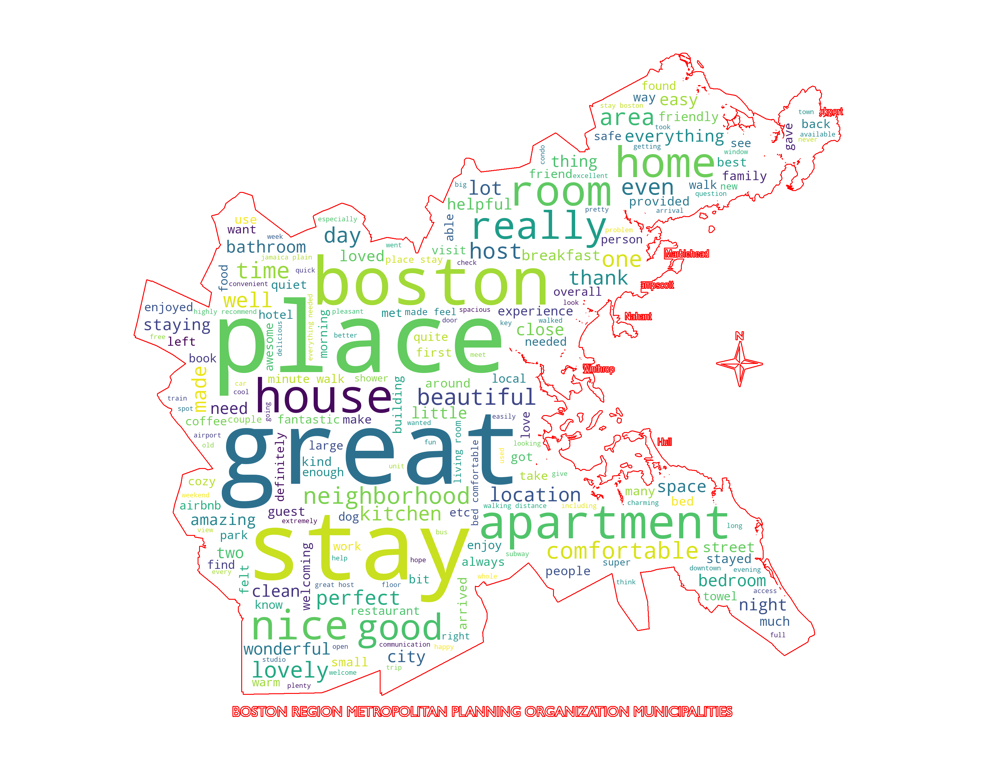 found
way easy
stay boston
area friendly
took
safe everything
getting
see
window
home best
family
town
ckport
back
available
never
gave
condo
thing
friend excellent
big lot room even walk new
question
helpful provided
pretty arrival
able really
problem
person
host breakfast one
visit
check
thank
Marblehead
ampscott
Nahant
Winthrop
Hull
N
use
want
week
bathroom
jamaica plain
especially
day
went
loved place stay
time quick
food
convenient quiet
boston
overall
look
well
enjoyed highly recommend hotel
everything needed
pleasant met made feel spacious experience
staying
door key walked
free left
awesome
delicious
morning
better
quite close
place
first meet needed
book
made
car
cool
minute walk shower
building
around local
train
spot
need house beautiful
going
coffee couple fantastic make
little
wanted
easily
love
airport
old
great
definitely
large
kind
enough
fun
unit
living room
bed comfortable
looking
used
got
take give
cozy
weekend
airbnb
neighborhood location
many space
charming bed
guest
extremely
dog kitchen etc
walking distance including
amazing
view park
stay
bus
apartment
long
work
help
welcoming
enjoy
two
find
every
felt
hope
always subway
comfortable street
stayed
super
people
downtown evening
clean
great host floor bit
whole
think
bedroom
access
know perfect
arrived
towel
night
restaurant
much
full
nice good right
communication happy
wonderful open
studio
city
lovely small
welcome trip
warm plenty
BOSTON REGION METROPOLITAN PLANNING ORGANIZATION MUNICIPALITIES